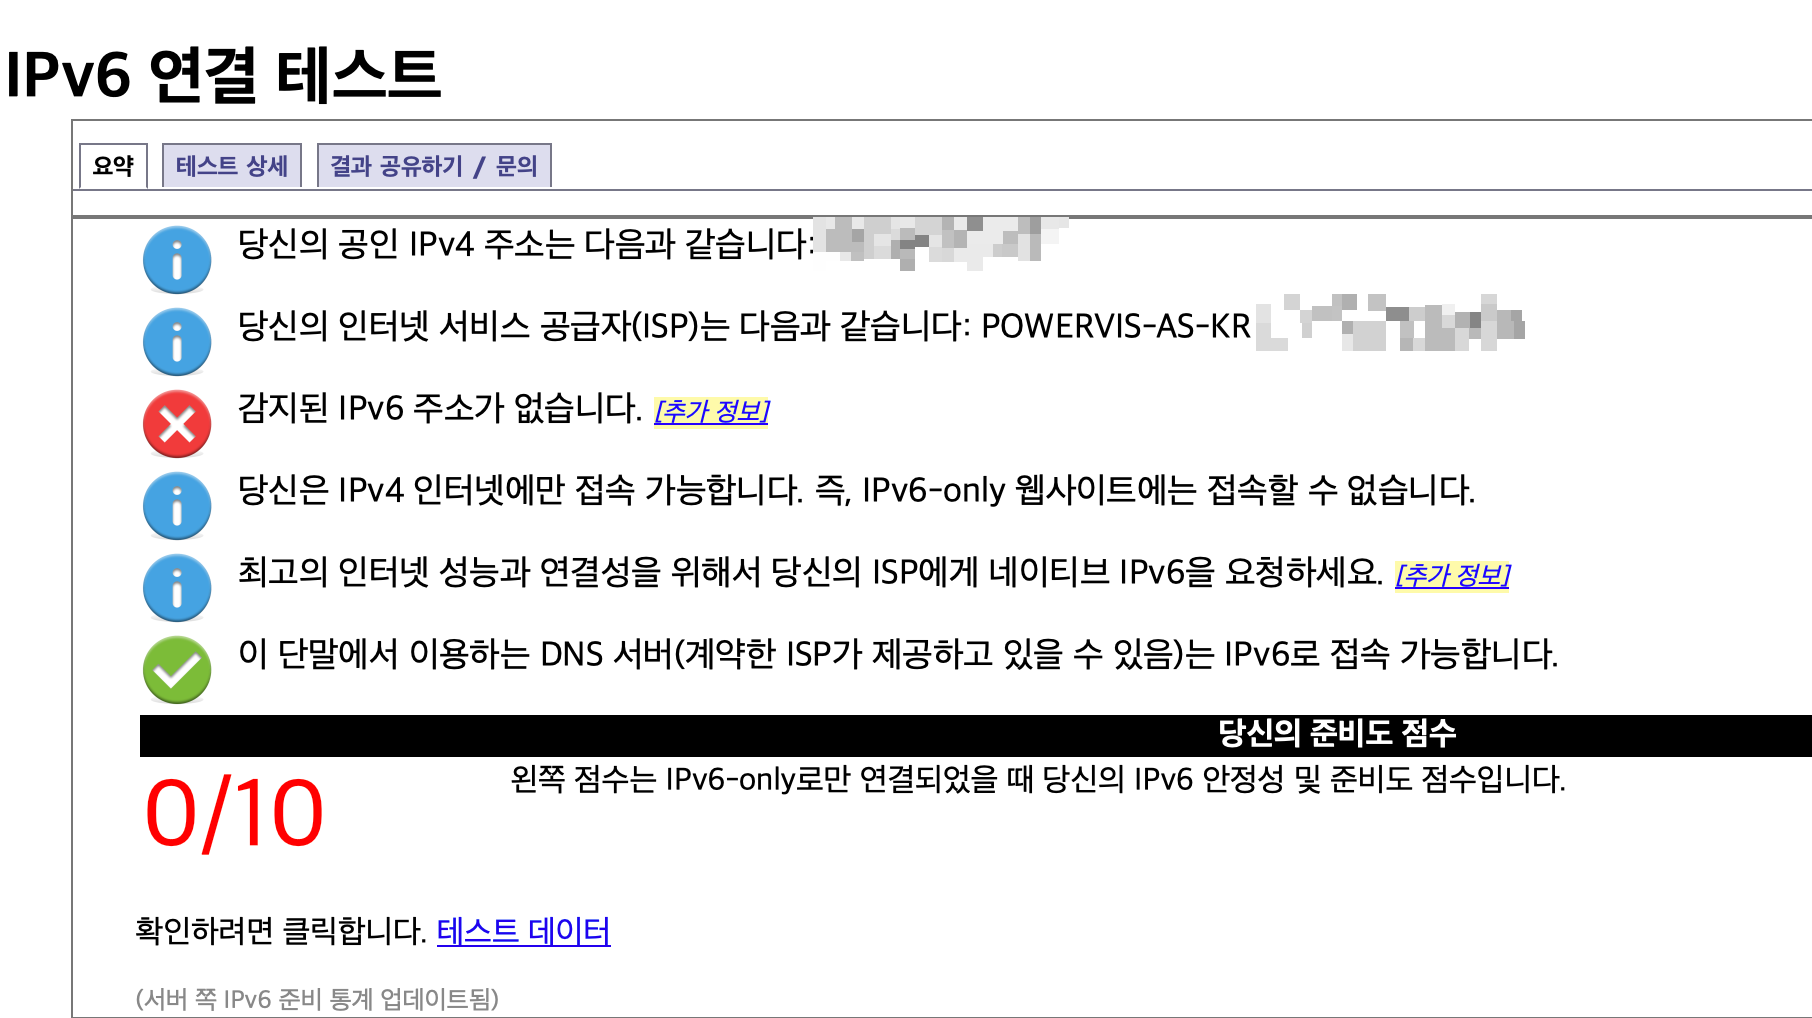 IPv6 연결 테스트
요약
테스트 상세
결과 공유하기 / 문의
당신의 공인 IPv4 주소는 다음과 같습니다:
당신의 인터넷 서비스 공급자(ISP)는 다음과 같습니다: POWERVIS-AS-KR
감지된 IPv6 주소가 없습니다. [추가 정보]
당신은 IPv4 인터넷에만 접속 가능합니다. 즉, IPv6-only 웹사이트에는 접속할 수 없습니다.
최고의 인터넷 성능과 연결성을 위해서 당신의 ISP에게 네이티브 IPv6을 요청하세요. [추가 정보]
이 단말에서 이용하는 DNS 서버(계약한 ISP가 제공하고 있을 수 있음)는 IPv6로 접속 가능합니다.
당신의 준비도 점수
0/10
왼쪽 점수는 IPv6-only로만 연결되었을 때 당신의 IPv6 안정성 및 준비도 점수입니다.
확인하려면 클릭합니다. 테스트 데이터
(서버 쪽 IPv6 준비 통계 업데이트됨)